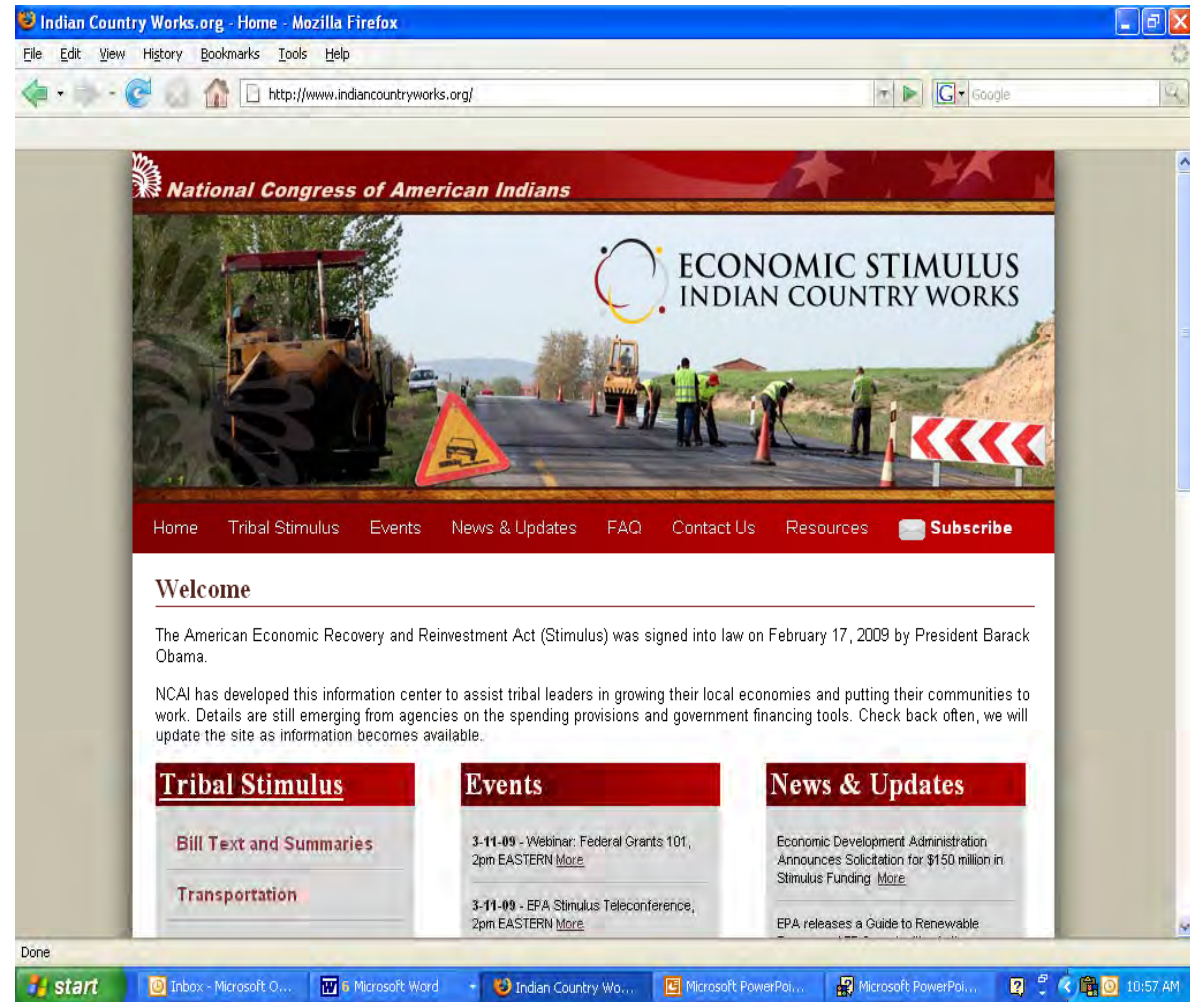 Indian Country Works.org - Home - Mozilla Firefox
File Edit View History Bookmarks Tools Help
http://www.indiancountryworks.org/
G Google
National Congress of American Indians
ECONOMIC STIMULUS
INDIAN COUNTRY WORKS
Home Tribal Stimulus Events News & Updates FAQ Contact Us Resources Subscribe
Welcome
The American Economic Recovery and Reinvestment Act (Stimulus) was signed into law on February 17, 2009 by President Barack
Obama.
NCAI has developed this information center to assist tribal leaders in growing their local economies and putting their communities to
work. Details are still emerging from agencies on the spending provisions and government financing tools. Check back often, we will
update the site as information becomes available.
Tribal Stimulus
Bill Text and Summaries
Transportation
Events
3-11-09 - Webinar: Federal Grants 101,
2pm EASTERN More
3-11-09 - EPA Stimulus Teleconference,
2pm EASTERN More
News & Updates
Economic Development Administration
Announces Solicitation for $150 million in
Stimulus Funding More
EPA releases a Guide to Renewable
Done
start Inbox - Microsoft O... 6 Microsoft Word Indian Country Wo... Microsoft PowerPoi... Microsoft PowerPoi... 10:57 AM